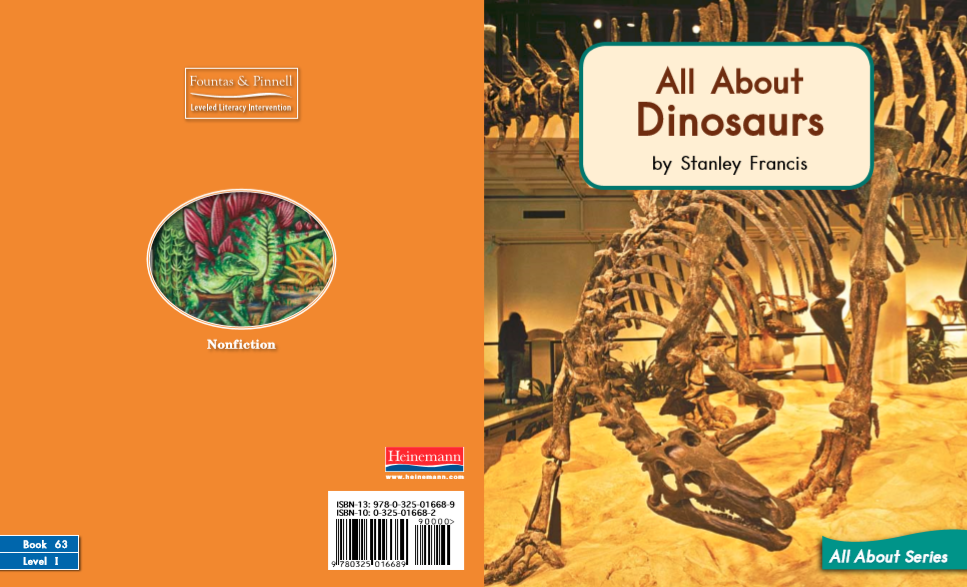 Fountas & Pinnell
Leveled Literacy Intervention
Nonfiction
Heinemann
www.heinemann.com
ISBN-13: 978-0-325-01668-9
ISBN-10: 0-325-01668-2
90000>
9 780325 016689
Book 63
Level I
All About
Dinosaurs
by Stanley Francis
All About Series